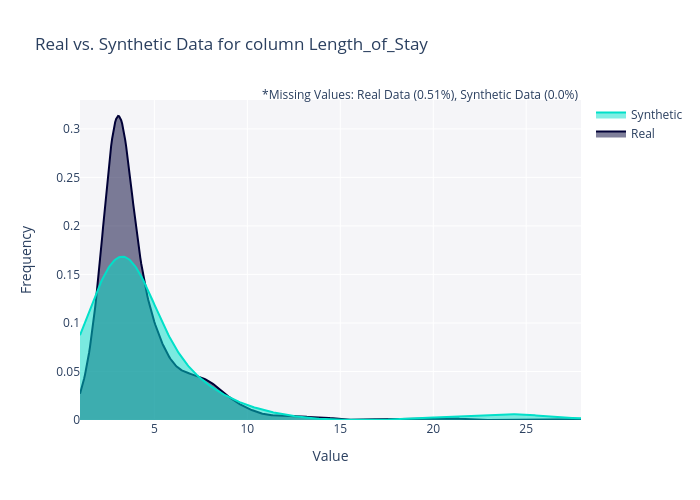 Real vs. Synthetic Data for column Length_of_Stay
*Missing Values: Real Data (0.51%), Synthetic Data (0.0%)
Synthetic
Real
0.3
0.25
0.2
0.15
0.1
0.05
0
Frequency
5
10
15
20
25
Value